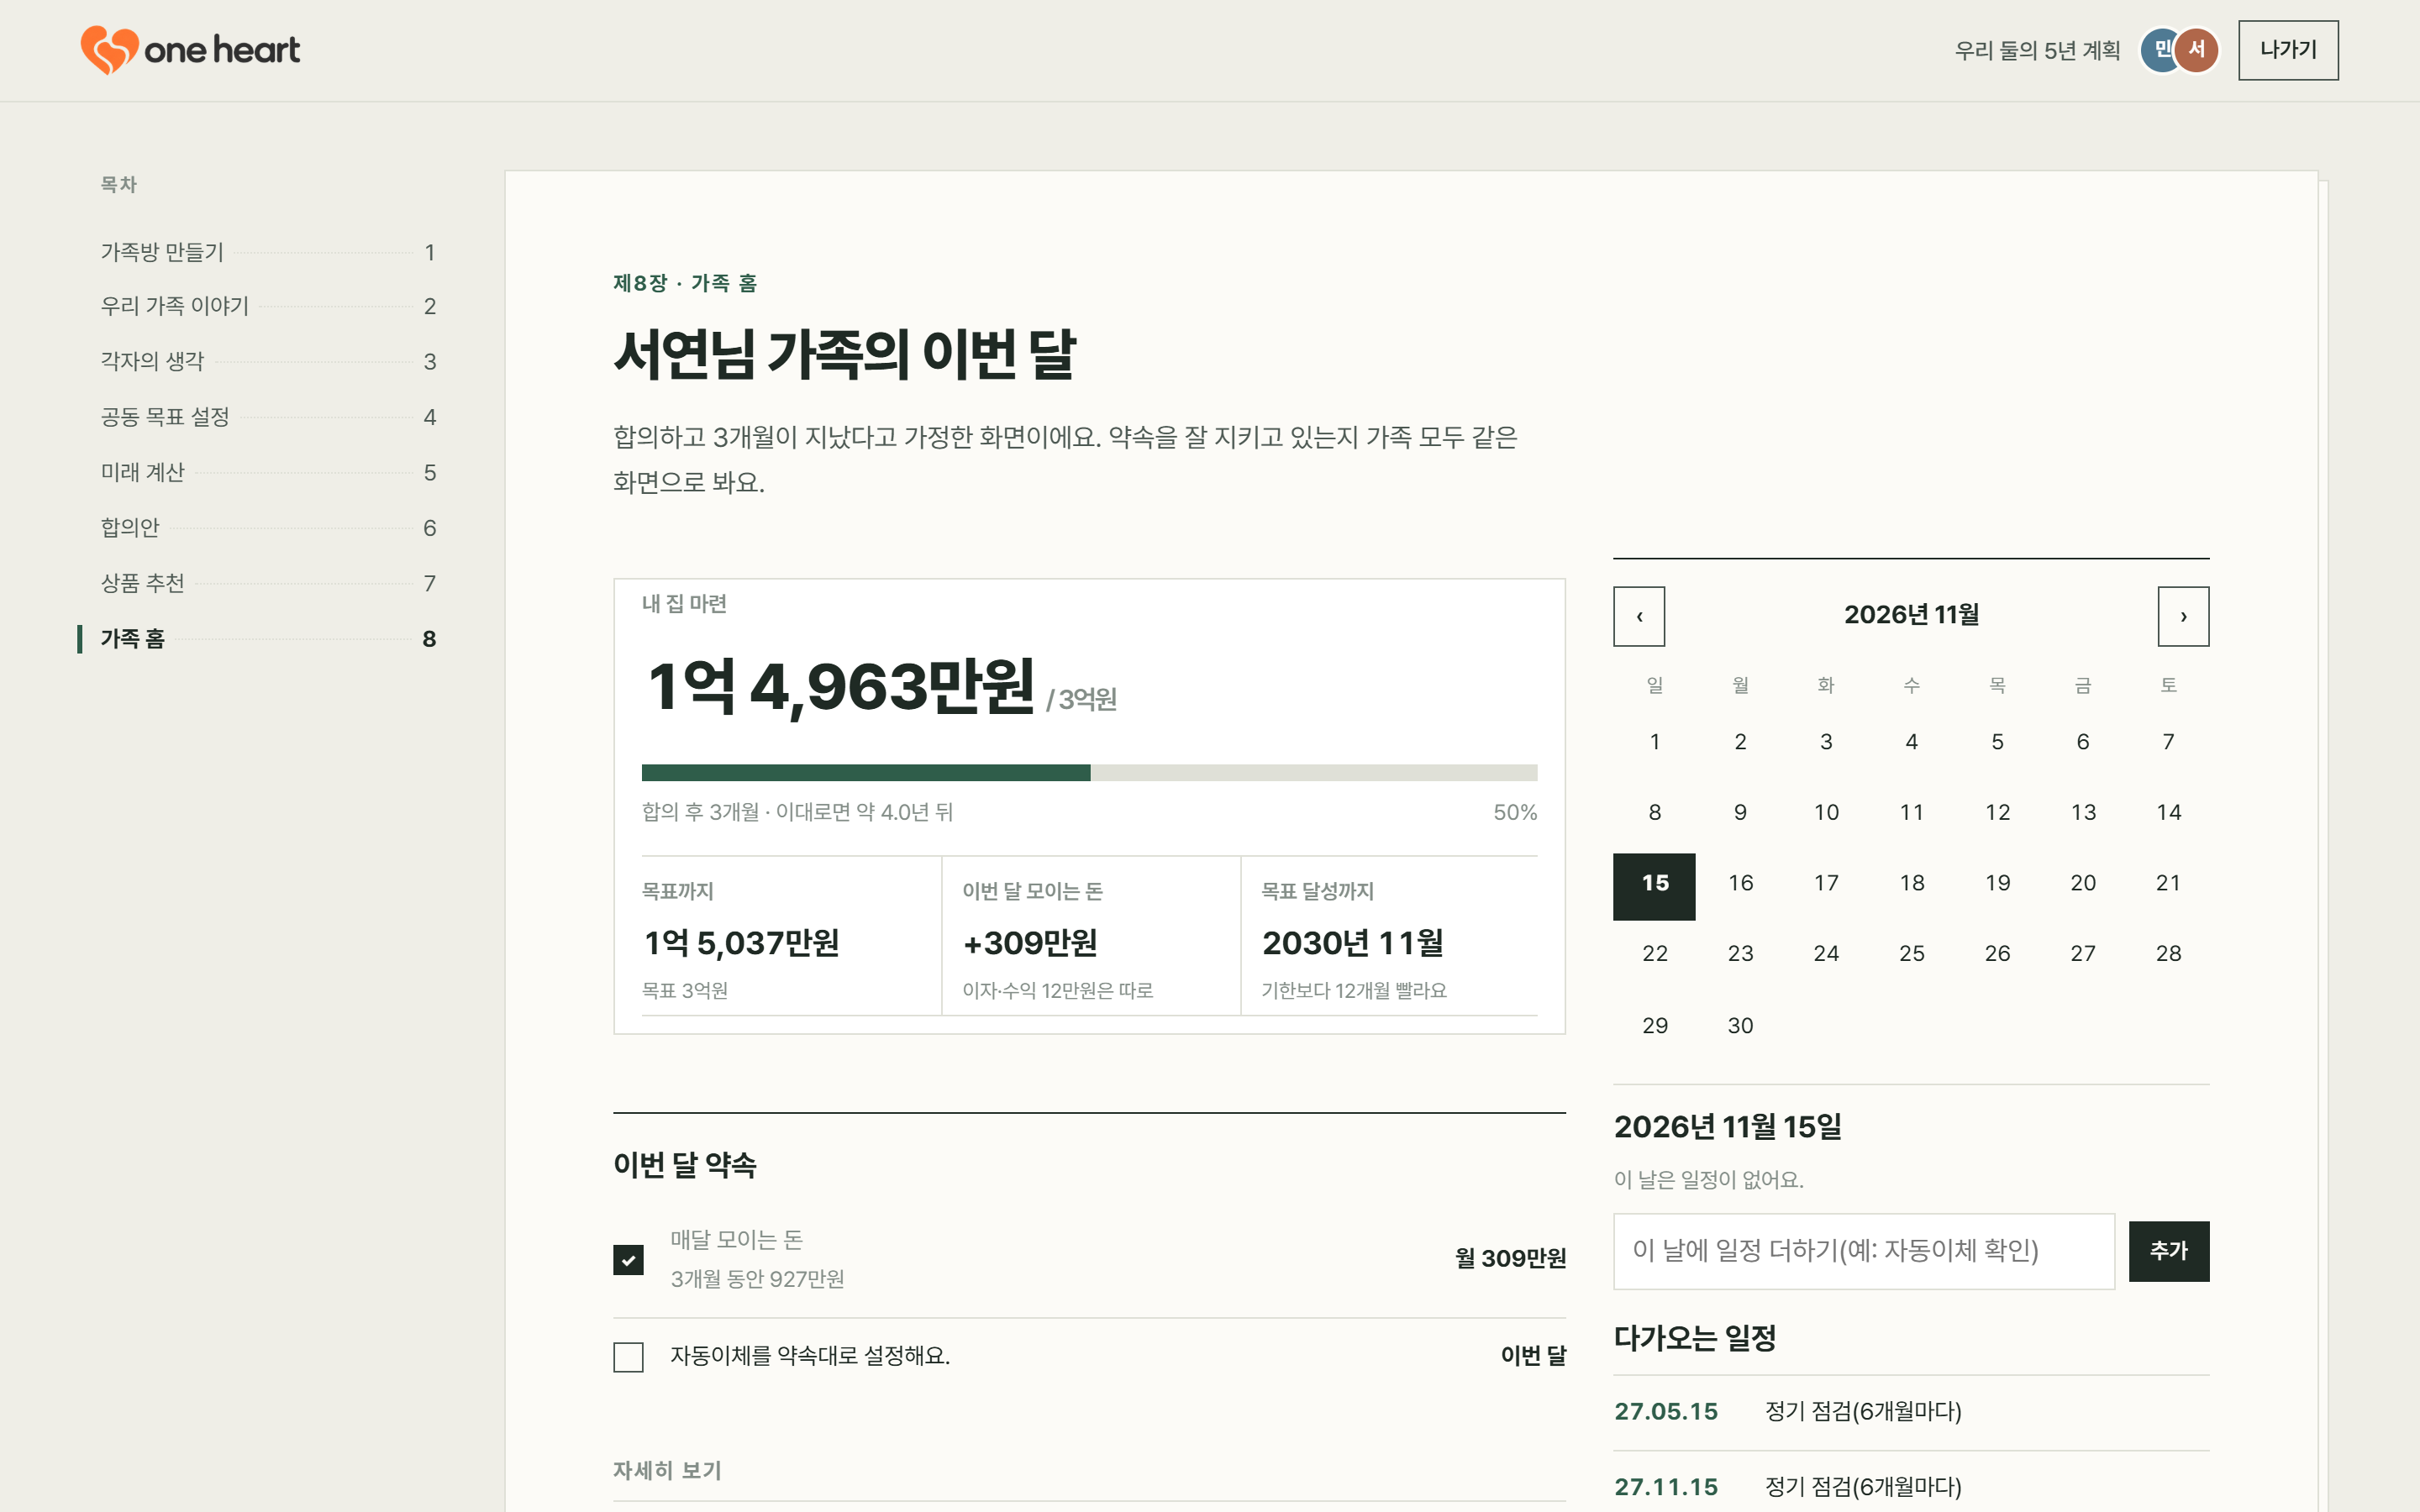 one heart
우리 둘의 5년 계획
민
서
나가기
목차
가족방 만들기 1
우리 가족 이야기 2
각자의 생각 3
공동 목표 설정 4
미래 계산 5
합의안 6
상품 추천 7
가족 홈 8
제8장 · 가족 홈
서연님 가족의 이번 달
합의하고 3개월이 지났다고 가정한 화면이에요. 약속을 잘 지키고 있는지 가족 모두 같은
화면으로 봐요.
내 집 마련
1억 4,963만원 / 3억원
합의 후 3개월 · 이대로면 약 4.0년 뒤 50%
목표까지
1억 5,037만원
목표 3억원
이번 달 모이는 돈
+309만원
이자·수익 12만원은 따로
목표 달성까지
2030년 11월
기한보다 12개월 빨라요
이번 달 약속
매달 모이는 돈
3개월 동안 927만원
월 309만원
자동이체를 약속대로 설정해요. 이번 달
자세히 보기
‹ 2026년 11월 ›
일 월 화 수 목 금 토
1 2 3 4 5 6 7
8 9 10 11 12 13 14
15 16 17 18 19 20 21
22 23 24 25 26 27 28
29 30
2026년 11월 15일
이 날은 일정이 없어요.
이 날에 일정 더하기(예: 자동이체 확인) 추가
다가오는 일정
27.05.15 정기 점검(6개월마다)
27.11.15 정기 점검(6개월마다)